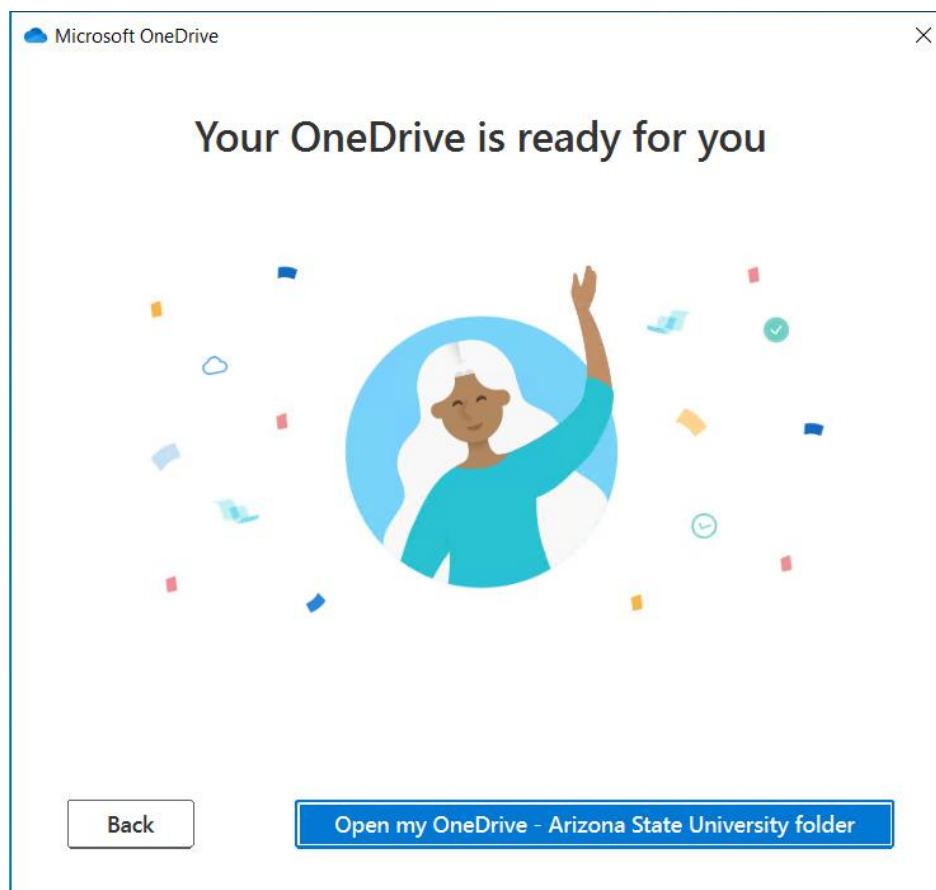 Microsoft OneDrive
Your OneDrive is ready for you
Back
Open my OneDrive - Arizona State University folder